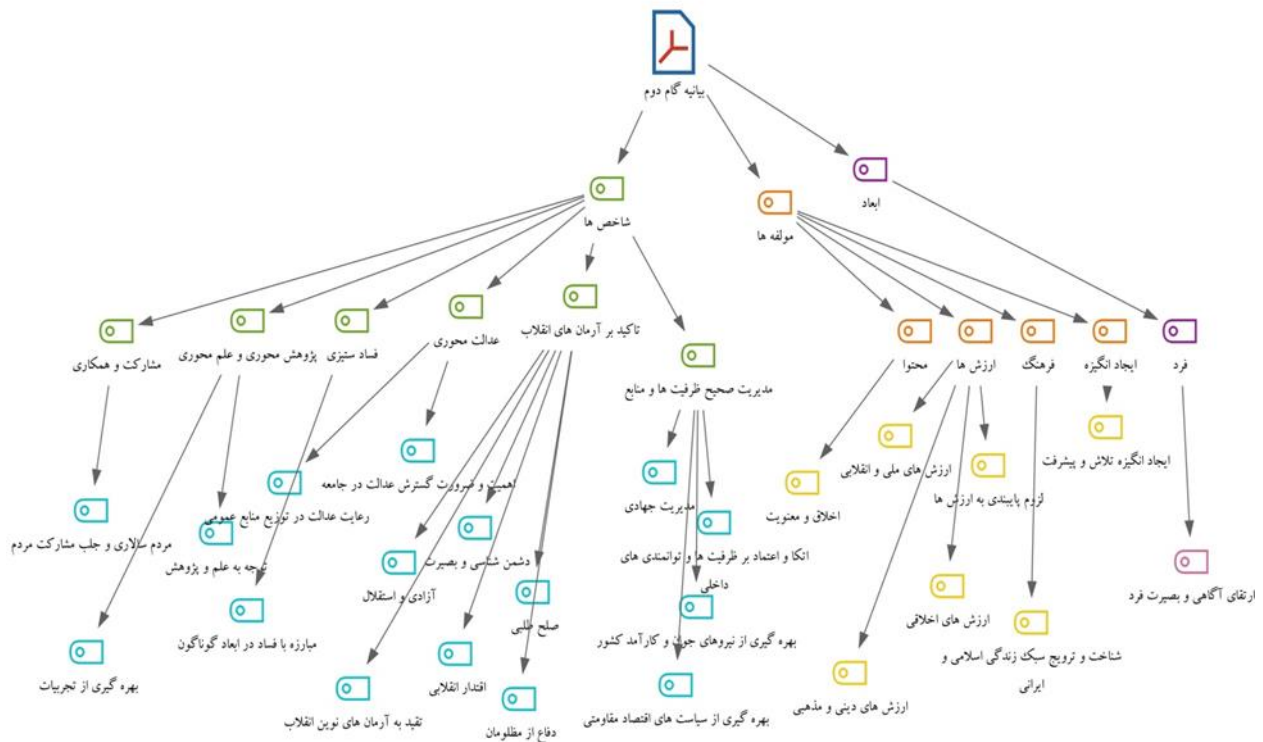 بیانیه گام دوم
ابعاد
شاخص ها
مولفه ها
تاکید بر آرمان های انقلاب
عدالت محوری
فساد ستیزی
پژوهش محوری و علم محوری
مشارکت و همکاری
مدیریت صحیح ظرفیت ها و منابع
محتوا
ارزش ها
فرهنگ
ایجاد انگیزه
فرد
ایجاد انگیزه تلاش و پیشرفت
ارزش های ملی و انقلابی
اهمیت و ضرورت گسترش عدالت در جامعه
لزوم پایبندی به ارزش ها
مدیریت جهادی
اخلاق و معنویت
رعایت عدالت در توزیع منابع عمومی
مردم سالاری و جلب مشارکت مردم
توجه به علم و پژوهش
دشمن شناسی و بصیرت
اتکا و اعتماد بر ظرفیت ها و توانمندی های
داخلی
آزادی و استقلال
ارتقای آگاهی و بصیرت فرد
صلح طلبی
ارزش های اخلاقی
مبارزه با فساد در ابعاد گوناگون
بهره گیری از نیروهای جوان و کارآمد کشور
شناخت و ترویج سبک زندگی اسلامی و
ایرانی
بهره گیری از تجربیات
اقتدار انقلابی
ارزش های دینی و مذهبی
تقید به آرمان های نوین انقلاب
بهره گیری از سیاست های اقتصاد مقاومتی
دفاع از مظلومان